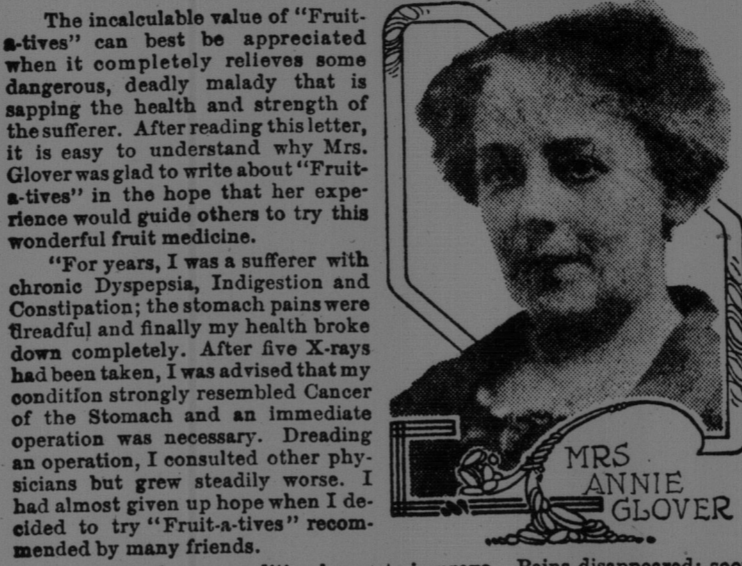 The incalculable value of "Fruit-
a-tives" can best be appreciated
when it completely relieves some
dangerous, deadly malady that is
sapping the health and strength of
the sufferer. After reading this letter,
it is easy to understand why Mrs.
Glover was glad to write about "Fruit-
a-tives" in the hope that her expe-
rience would guide others to try this
wonderful fruit medicine.
"For years, I was a sufferer with
chronic Dyspepsia, Indigestion and
Constipation; the stomach pains were
dreadful and finally my health broke
down completely. After five X-rays
had been taken, I was advised that my
condition strongly resembled Cancer
of the Stomach and an immediate
operation was necessary. Dreading
an operation, I consulted other phy-
sicians but grew steadily worse. I
had almost given up hope when I de-
cided to try "Fruit-a-tives" recom-
mended by many friends.
MRS
ANNIE
GLOVER
Pains disappeared;